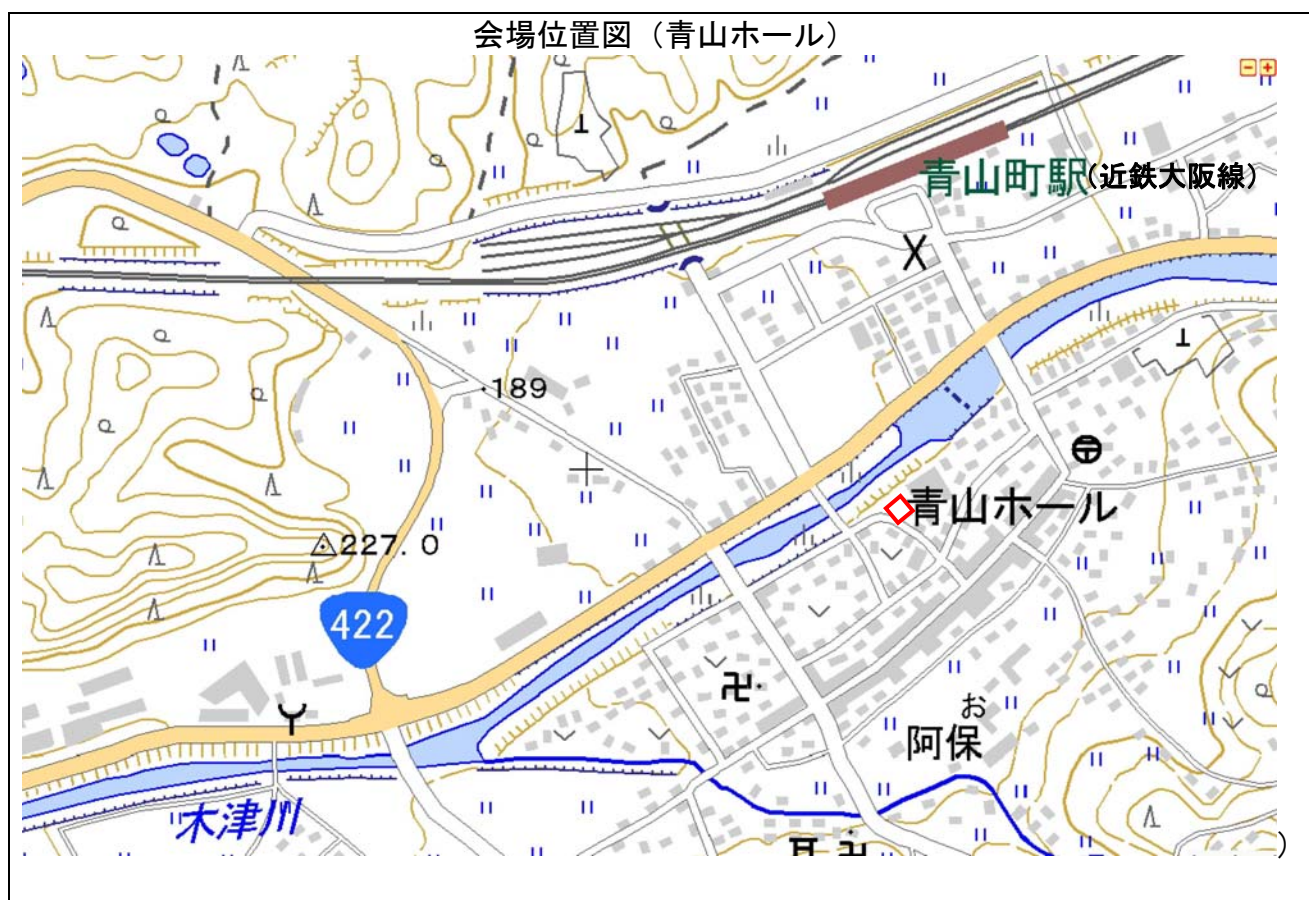 会場位置図（青山ホール）
青山町駅(近鉄大阪線)
189
青山ホール
227.0
422
お
阿保
木津川
)